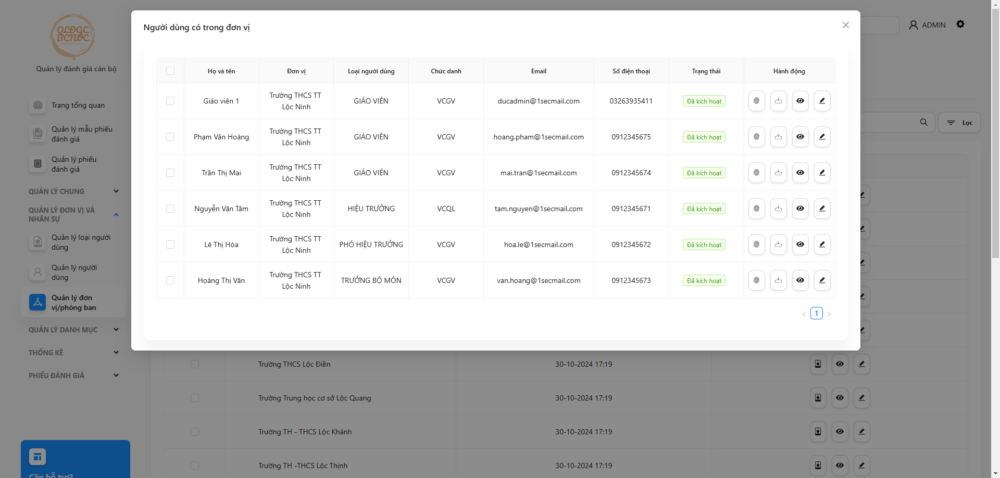 QLĐGC
BCNVC
Quản lý đánh giá cán bộ
Trang tổng quan
Quản lý mẫu phiếu
đánh giá
Quản lý phiếu
đánh giá
QUẢN LÝ CHUNG
QUẢN LÝ ĐƠN VỊ VÀ
NHÂN SỰ
Quản lý loại người
dùng
Quản lý người
dùng
Quản lý đơn
vị/phòng ban
QUẢN LÝ DANH MỤC
THỐNG KÊ
PHIẾU ĐÁNH GIÁ
Cần hỗ trợ?
ADMIN
Lọc
Người dùng có trong đơn vị
Họ và tên Đơn vị Loại người dùng Chức danh Email Số điện thoại Trạng thái Hành động
Giáo viên 1 Trường THCS TT Lộc Ninh GIÁO VIÊN VCGV ducadmin@1secmail.com 03263935411 Đã kích hoạt
Phạm Văn Hoàng Trường THCS TT Lộc Ninh GIÁO VIÊN VCGV hoang.pham@1secmail.com 0912345675 Đã kích hoạt
Trần Thị Mai Trường THCS TT Lộc Ninh GIÁO VIÊN VCGV mai.tran@1secmail.com 0912345674 Đã kích hoạt
Nguyễn Văn Tâm Trường THCS TT Lộc Ninh HIỆU TRƯỞNG VCQL tam.nguyen@1secmail.com 0912345671 Đã kích hoạt
Lê Thị Hòa Trường THCS TT Lộc Ninh PHÓ HIỆU TRƯỞNG VCGV hoa.le@1secmail.com 0912345672 Đã kích hoạt
Hoàng Thị Vân Trường THCS TT Lộc Ninh TRƯỞNG BỘ MÔN VCGV van.hoang@1secmail.com 0912345673 Đã kích hoạt
< 1 >
Trường THCS Lộc Điền 30-10-2024 17:19
Trường Trung học cơ sở Lộc Quang 30-10-2024 17:19
Trường TH - THCS Lộc Khánh 30-10-2024 17:19
Trường TH -THCS Lộc Thịnh 30-10-2024 17:19